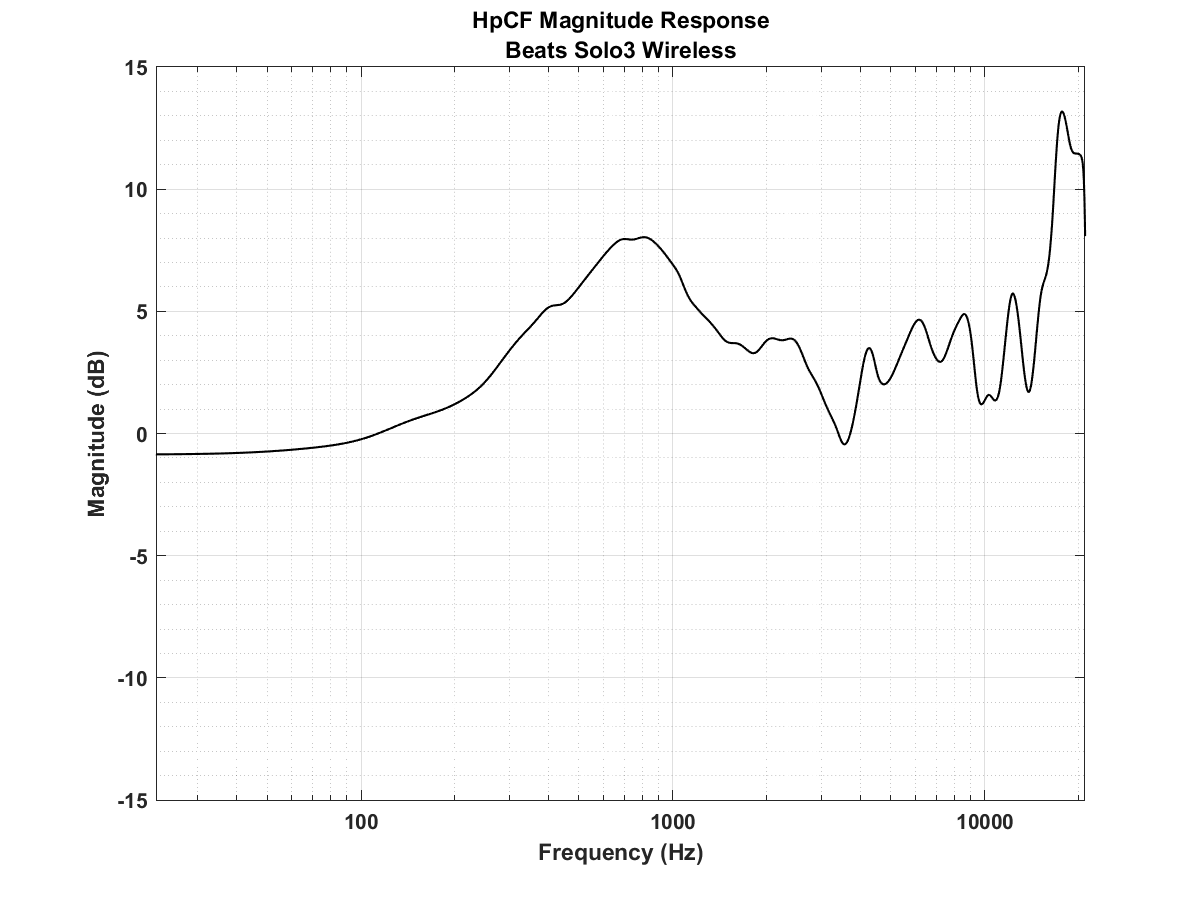 HpCF Magnitude Response
Beats Solo3 Wireless
15
10
5
0
-5
-10
-15
Magnitude (dB)
100
1000
10000
Frequency (Hz)